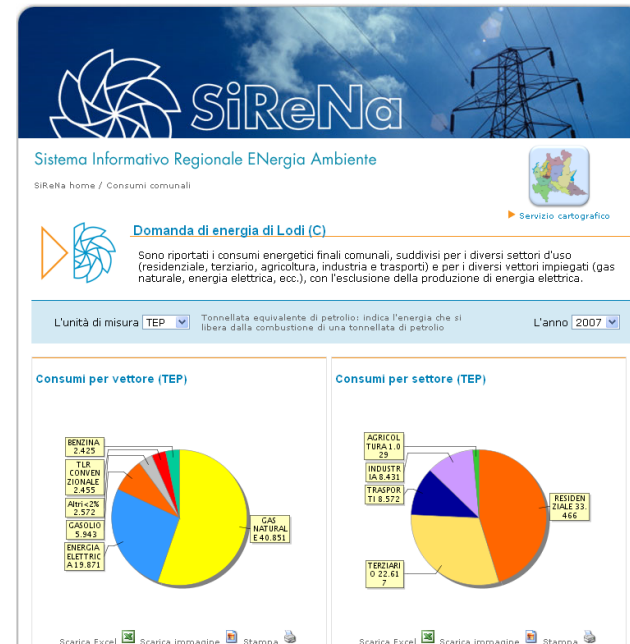 SiReNa
Sistema Informativo Regionale ENergia Ambiente
SiReNa home / Consumi comunali
Servizio cartografico
Domanda di energia di Lodi (C)
Sono riportati i consumi energetici finali comunali, suddivisi per i diversi settori d'uso
(residenziale, terziario, agricoltura, industria e trasporti) e per i diversi vettori impiegati (gas
naturale, energia elettrica, ecc.), con l'esclusione della produzione di energia elettrica.
L'unità di misura TEP
Tonnellata equivalente di petrolio: indica l'energia che si
libera dalla combustione di una tonnellata di petrolio
L'anno 2007
Consumi per vettore (TEP)
BENZINA
2.425
TLR
CONVEN
ZIONALE
2.455
Altri<2%
2.572
GASOLIO
5.943
ENERGIA
ELETTRIC
A 19.871
GAS
NATURAL
E 40.851
Scarica Excel Scarica immagine Stampa
Consumi per settore (TEP)
AGRICOL
TURA 1.0
29
INDUSTR
IA 8.431
TRASPOR
TI 8.572
RESIDEN
ZIALE 33.
466
TERZIARI
O 22.61
7
Scarica Excel Scarica immagine Stampa